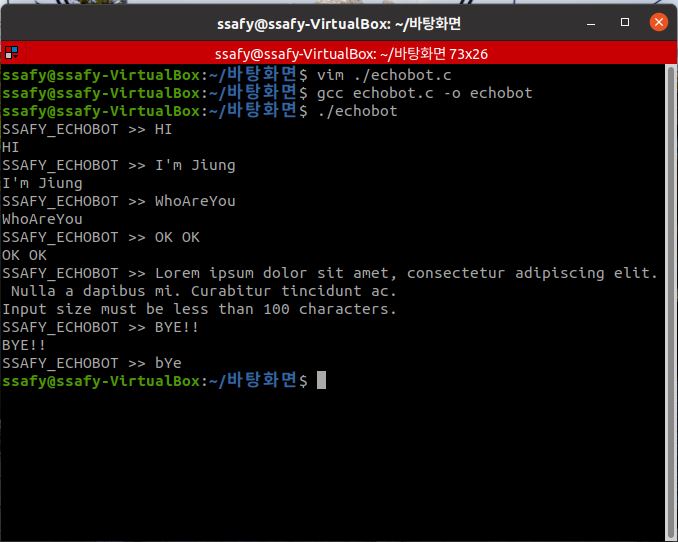 ssafy@ssafy-VirtualBox: ~/바탕화면
ssafy@ssafy-VirtualBox: ~/바탕화면 73x26
ssafy@ssafy-VirtualBox:~/바탕화면$ vim ./echobot.c
ssafy@ssafy-VirtualBox:~/바탕화면$ gcc echobot.c -o echobot
ssafy@ssafy-VirtualBox:~/바탕화면$ ./echobot
SSAFY_ECHOBOT >> HI
HI
SSAFY_ECHOBOT >> I'm Jiung
I'm Jiung
SSAFY_ECHOBOT >> WhoAreYou
WhoAreYou
SSAFY_ECHOBOT >> OK OK
OK OK
SSAFY_ECHOBOT >> Lorem ipsum dolor sit amet, consectetur adipiscing elit.
 Nulla a dapibus mi. Curabitur tincidunt ac.
Input size must be less than 100 characters.
SSAFY_ECHOBOT >> BYE!!
BYE!!
SSAFY_ECHOBOT >> bYe
ssafy@ssafy-VirtualBox:~/바탕화면$